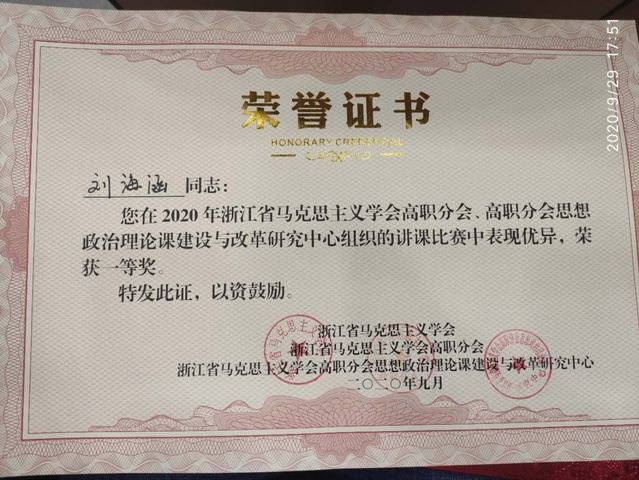 荣誉证书
HONORARY CREDENTIAL
刘海涵 同志：
您在2020年浙江省马克思主义学会高职分会、高职分会思想
政治理论课建设与改革研究中心组织的讲课比赛中表现优异，荣
获一等奖。
特发此证，以资鼓励。
浙江省马克思主义学会
浙江省马克思主义学会高职分会
浙江省马克思主义学会高职分会思想政治理论课建设与改革研究中心
二〇二〇年九月
2020/9/29 17:51